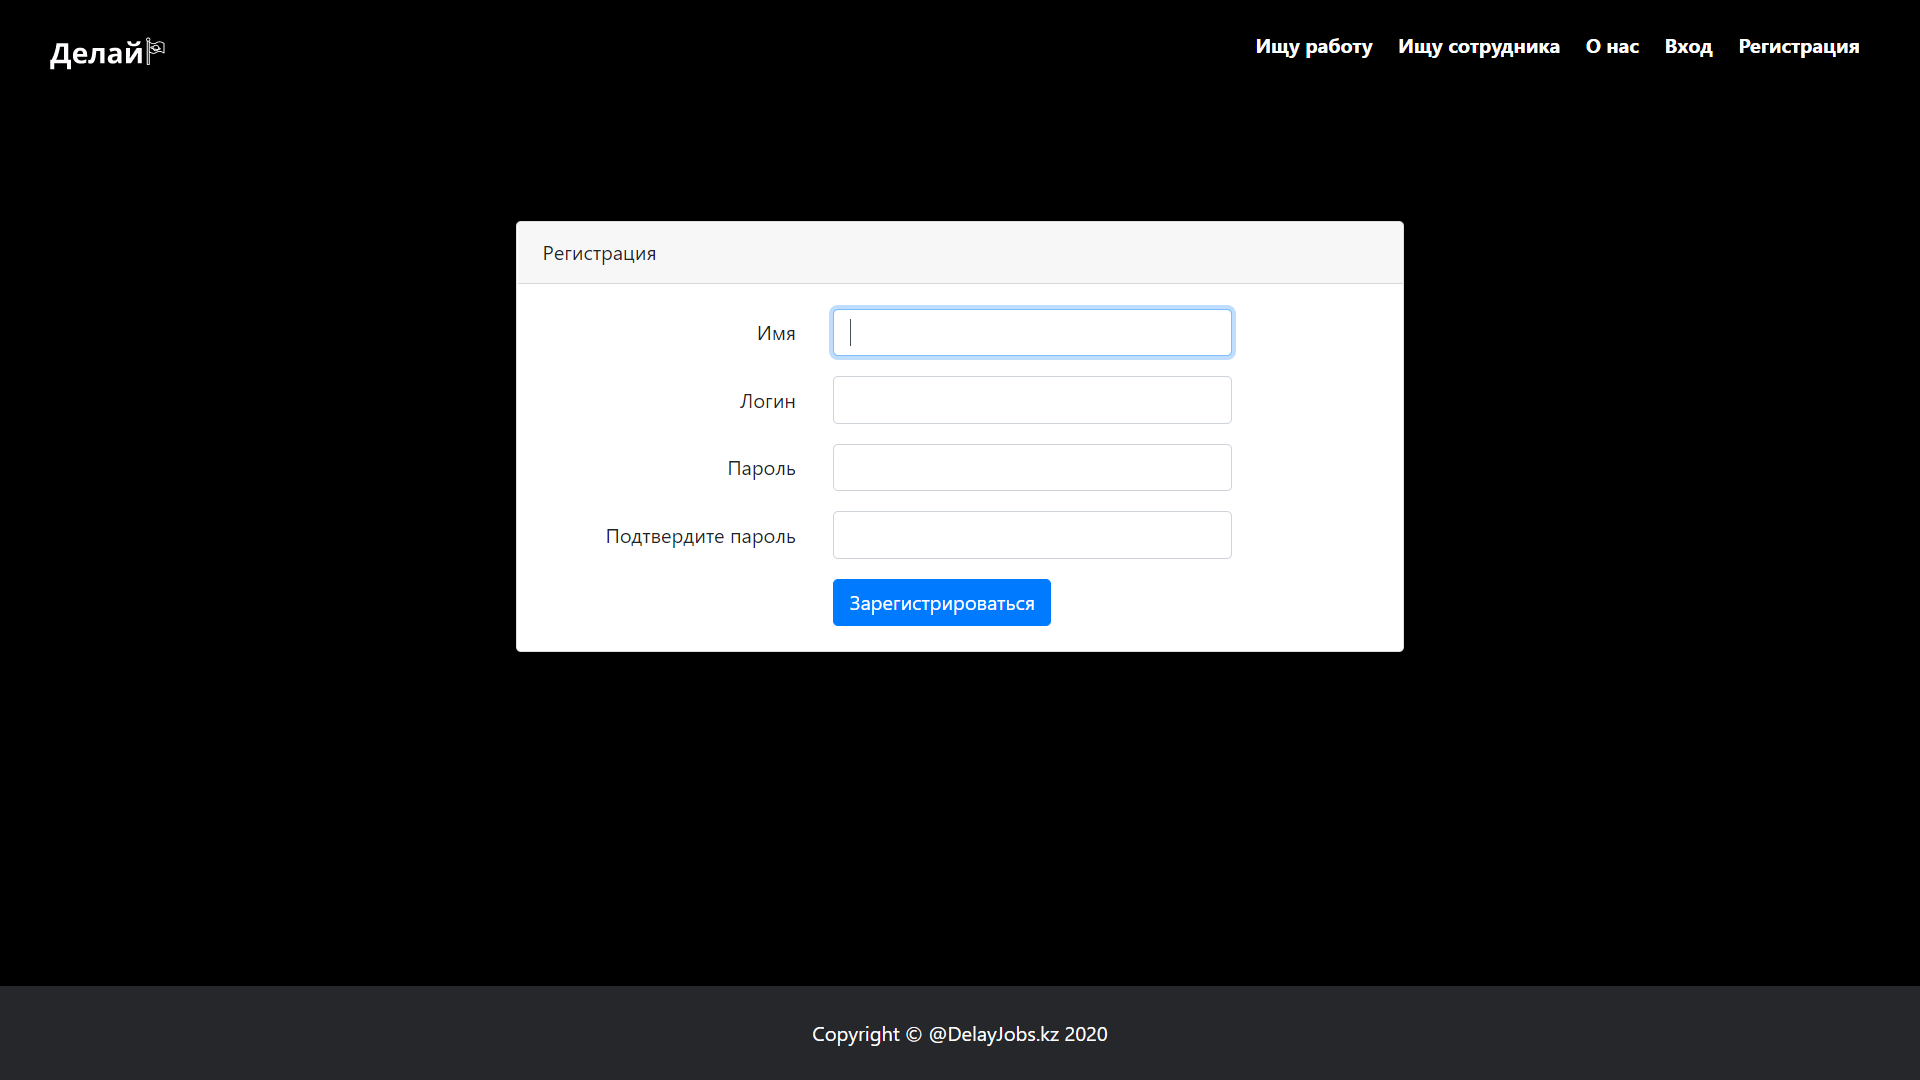 Делай
Ищу работу Ищу сотрудника О нас Вход Регистрация
Регистрация
Имя
Логин
Пароль
Подтвердите пароль
Зарегистрироваться
Copyright © @DelayJobs.kz 2020